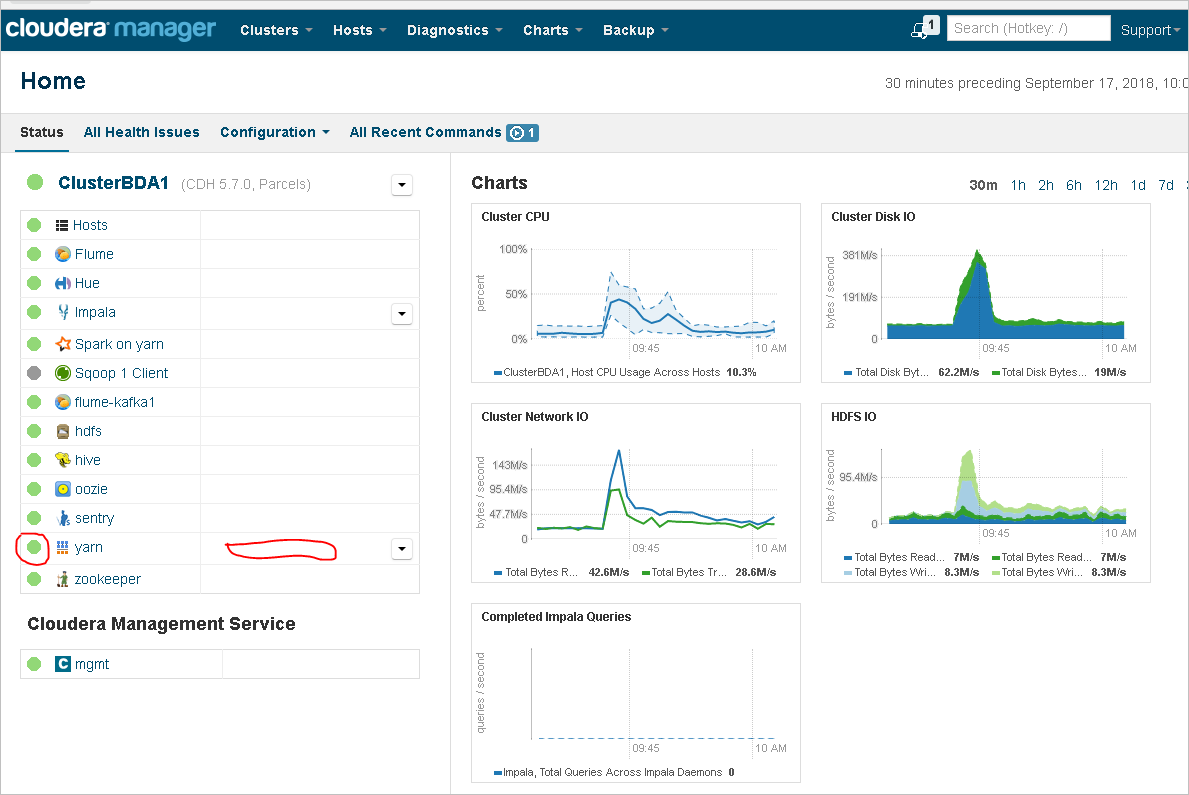 cloudera manager Clusters Hosts Diagnostics Charts Backup 1 Search (Hotkey: /) Support
Home
30 minutes preceding September 17, 2018, 10:0
Status All Health Issues Configuration All Recent Commands 1
ClusterBDA1 (CDH 5.7.0, Parcels)
Hosts
Flume
Hue
Impala
Spark on yarn
Sqoop 1 Client
flume-kafka1
hdfs
hive
oozie
sentry
yarn
zookeeper
Cloudera Management Service
C mgmt
Charts
30m 1h 2h 6h 12h 1d 7d
Cluster CPU
percent
100%
50%
0%
09:45 10 AM
ClusterBDA1, Host CPU Usage Across Hosts 10.3%
Cluster Disk IO
bytes / second
381M/s
191M/s
0
09:45 10 AM
Total Disk Byt... 62.2M/s Total Disk Bytes... 19M/s
Cluster Network IO
bytes / second
143M/s
95.4M/s
47.7M/s
0
09:45 10 AM
Total Bytes R... 42.6M/s Total Bytes Tr... 28.6M/s
HDFS IO
bytes / second
95.4M/s
0
09:45 10 AM
Total Bytes Read... 7M/s Total Bytes Read... 7M/s
Total Bytes Wri... 8.3M/s Total Bytes Wri... 8.3M/s
Completed Impala Queries
queries / second
09:45 10 AM
Impala, Total Queries Across Impala Daemons 0